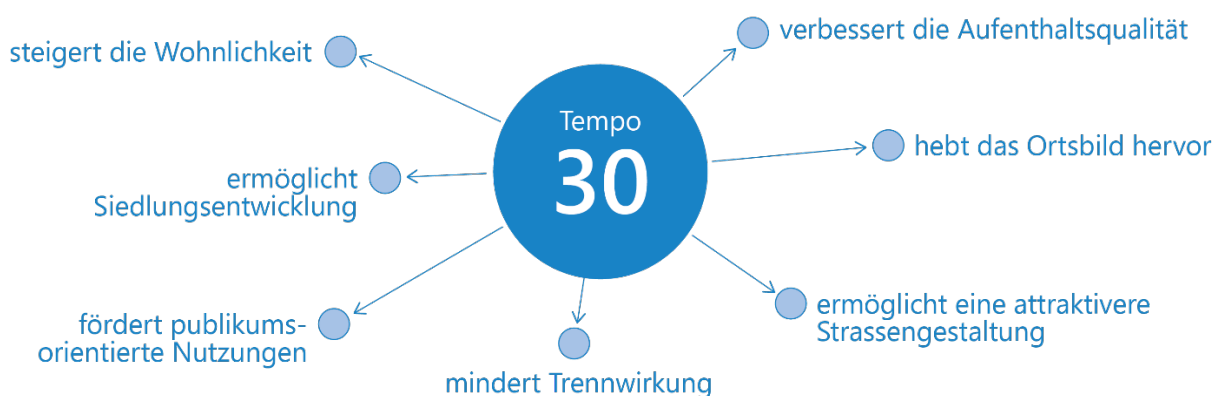 steigert die Wohnlichkeit
verbessert die Aufenthaltsqualität
Tempo
30
hebt das Ortsbild hervor
ermöglicht
Siedlungsentwicklung
fördert publikums-
orientierte Nutzungen
ermöglicht eine attraktivere
Strassengestaltung
mindert Trennwirkung